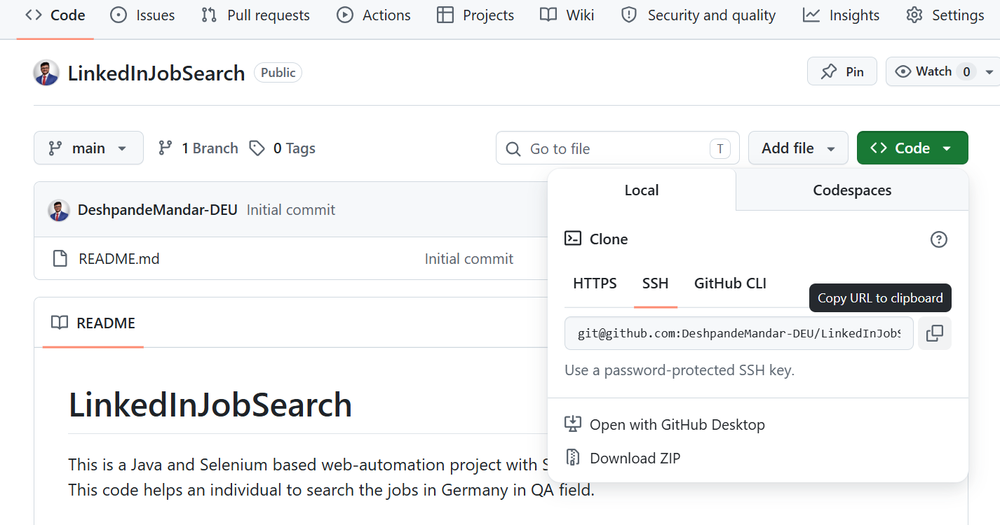 Code Issues Pull requests Actions Projects Wiki Security and quality Insights Settings
LinkedInJobSearch Public Pin Watch 0
main 1 Branch 0 Tags Go to file T Add file Code
Local Codespaces
DeshpandeMandar-DEU Initial commit
Clone
README.md Initial commit
HTTPS SSH GitHub CLI
Copy URL to clipboard
README
git@github.com:DeshpandeMandar-DEU/LinkedInJobS
Use a password-protected SSH key.
LinkedInJobSearch
Open with GitHub Desktop
Download ZIP
This is a Java and Selenium based web-automation project with S
This code helps an individual to search the jobs in Germany in QA field.